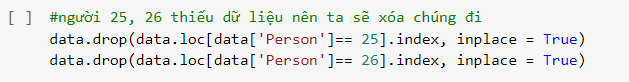 [ ] #người 25, 26 thiếu dữ liệu nên ta sẽ xóa chúng đi
data.drop(data.loc[data['Person']== 25].index, inplace = True)
data.drop(data.loc[data['Person']== 26].index, inplace = True)